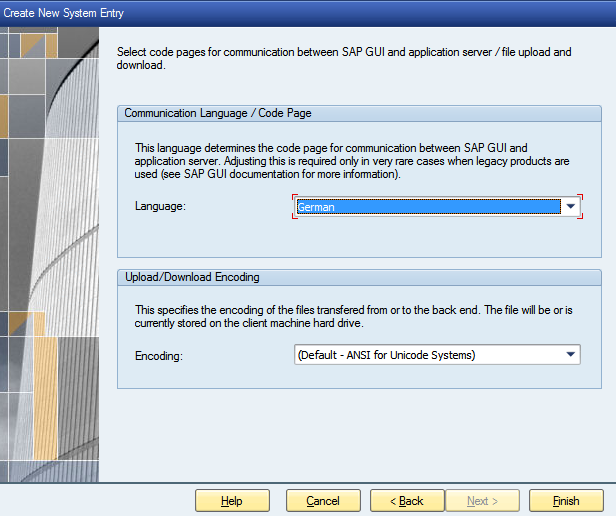 Create New System Entry
Select code pages for communication between SAP GUI and application server / file upload and
download.
Communication Language / Code Page
This language determines the code page for communication between SAP GUI and
application server. Adjusting this is required only in very rare cases when legacy products are
used (see SAP GUI documentation for more information).
Language: German
Upload/Download Encoding
This specifies the encoding of the files transfered from or to the back end. The file will be or is
currently stored on the client machine hard drive.
Encoding: (Default - ANSI for Unicode Systems)
Help Cancel < Back Next > Finish